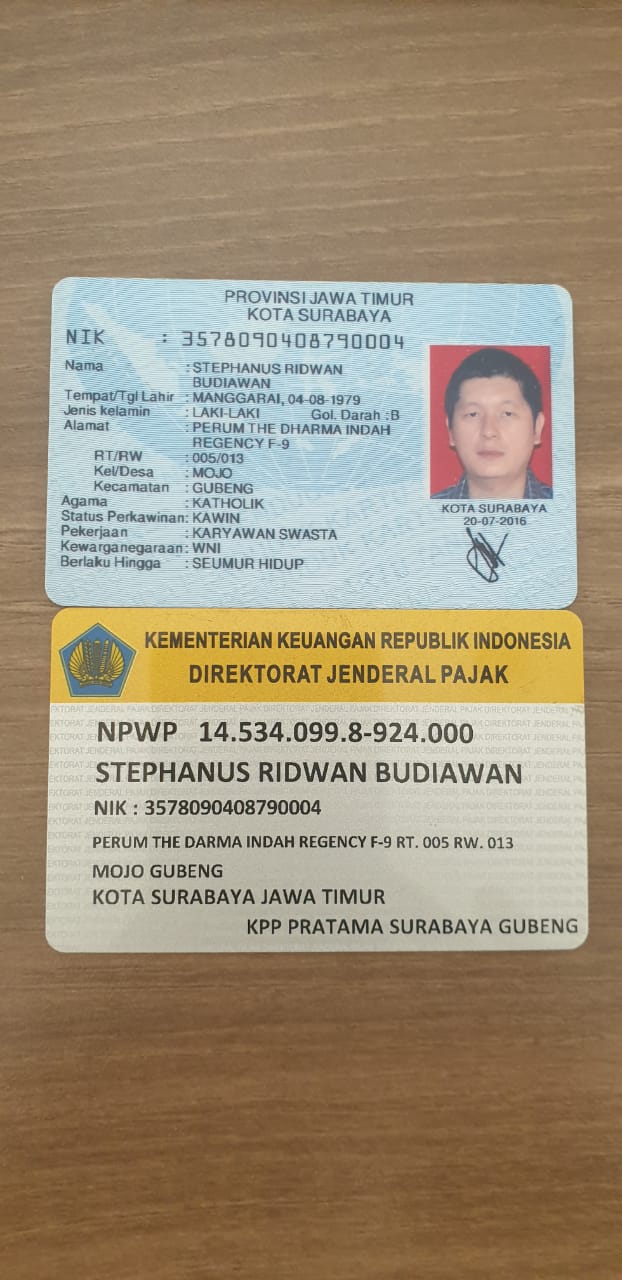 PROVINSI JAWA TIMUR
KOTA SURABAYA
NIK : 3578090408790004
Nama : STEPHANUS RIDWAN
BUDIAWAN
Tempat/Tgl Lahir : MANGGARAI, 04-08-1979
Jenis kelamin : LAKI-LAKI Gol. Darah :B
Alamat : PERUM THE DHARMA INDAH
REGENCY F-9
RT/RW : 005/013
Kel/Desa : MOJO
Kecamatan : GUBENG
Agama : KATHOLIK
Status Perkawinan: KAWIN
Pekerjaan : KARYAWAN SWASTA
Kewarganegaraan: WNI
Berlaku Hingga : SEUMUR HIDUP
KOTA SURABAYA
20-07-2016
KEMENTERIAN KEUANGAN REPUBLIK INDONESIA
DIREKTORAT JENDERAL PAJAK
NPWP 14.534.099.8-924.000
STEPHANUS RIDWAN BUDIAWAN
NIK : 3578090408790004
PERUM THE DARMA INDAH REGENCY F-9 RT. 005 RW. 013
MOJO GUBENG
KOTA SURABAYA JAWA TIMUR
KPP PRATAMA SURABAYA GUBENG